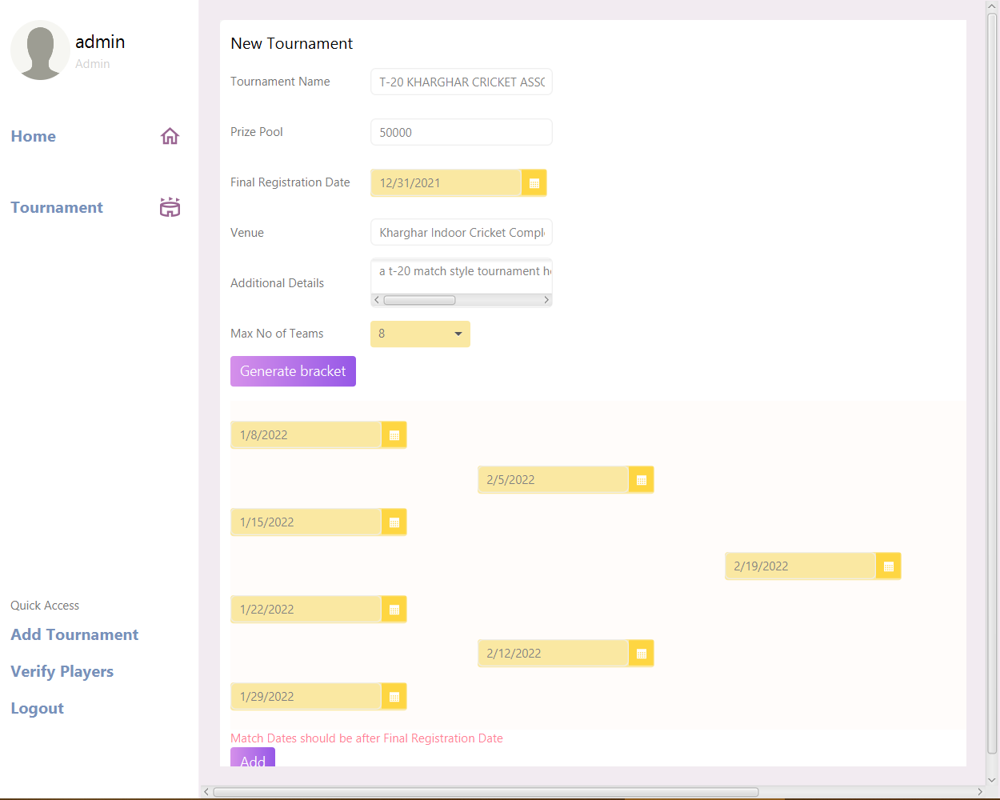 admin
Admin
Home
Tournament
Quick Access
Add Tournament
Verify Players
Logout
New Tournament
Tournament Name T-20 KHARGHAR CRICKET ASSC
Prize Pool 50000
Final Registration Date 12/31/2021
Venue Kharghar Indoor Cricket Comple
Additional Details a t-20 match style tournament he
Max No of Teams 8
Generate bracket
1/8/2022
2/5/2022
1/15/2022
2/19/2022
1/22/2022
2/12/2022
1/29/2022
Match Dates should be after Final Registration Date
Add